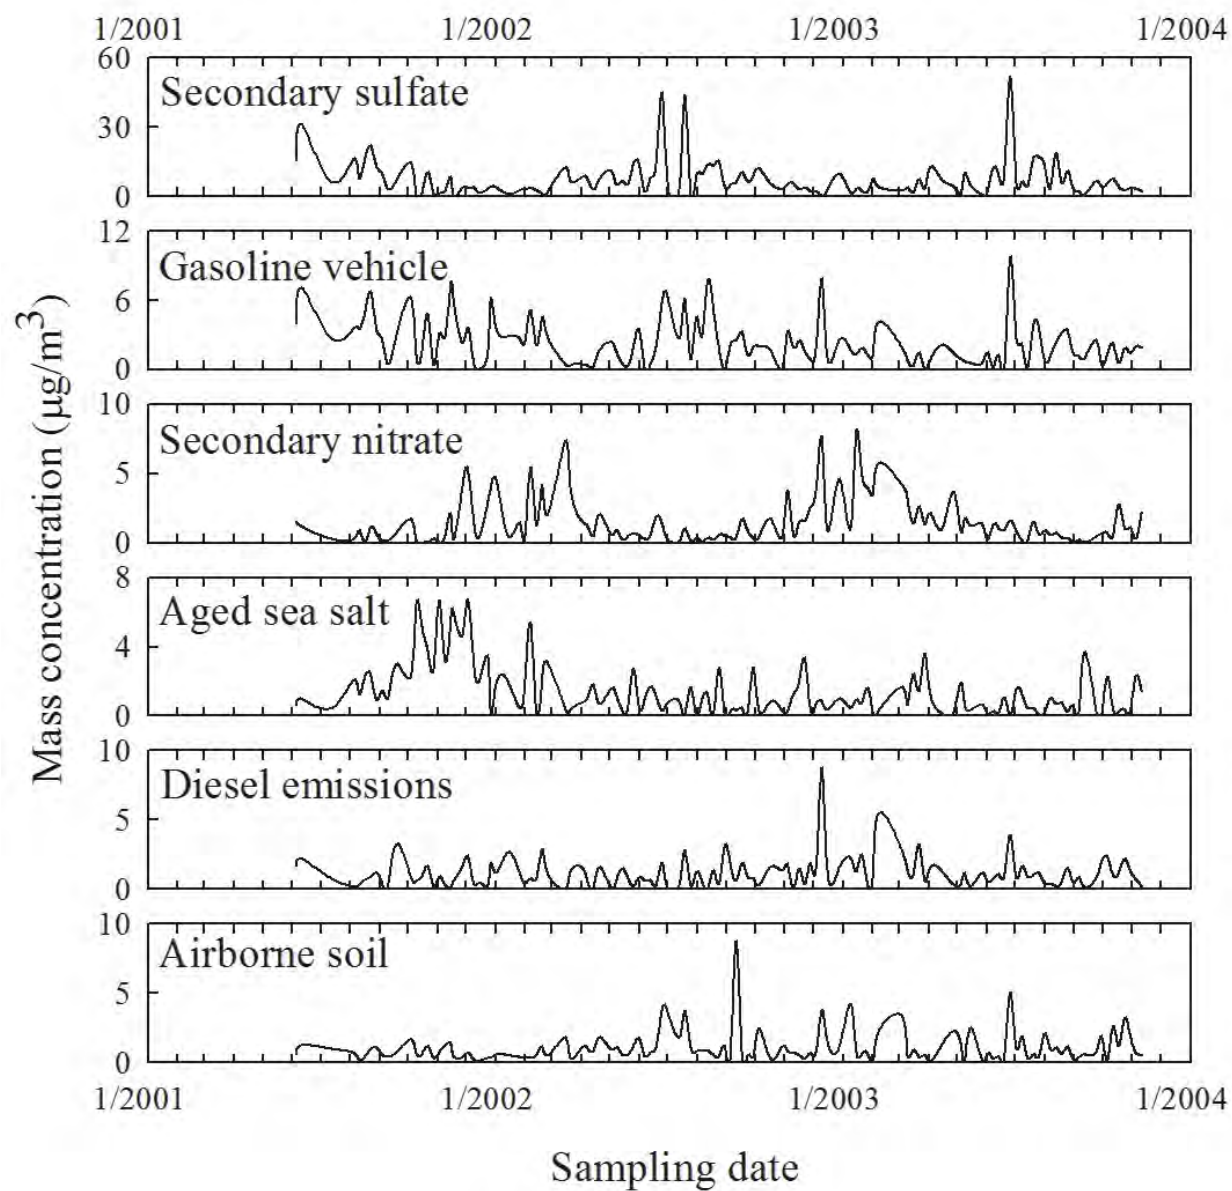 1/2001 1/2002 1/2003 1/2004
60
Secondary sulfate
30
0
12
Gasoline vehicle
6
0
10
Secondary nitrate
5
0
8
Aged sea salt
4
0
10
Diesel emissions
5
0
10
Airborne soil
5
0
Mass concentration (µg/m³)
1/2001 1/2002 1/2003 1/2004
Sampling date